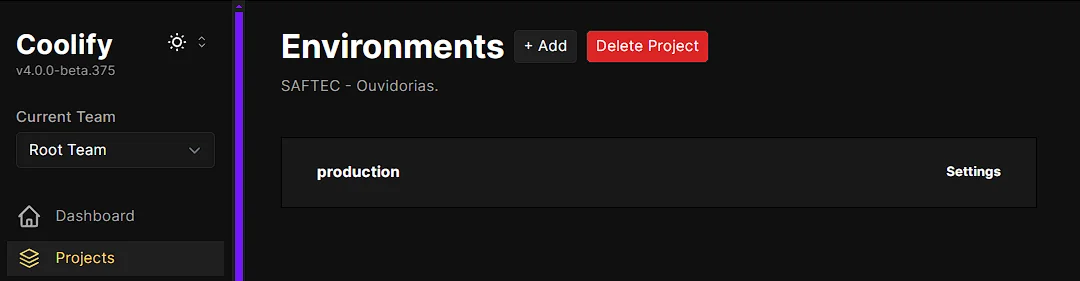 Coolify
v4.0.0-beta.375
Current Team
Root Team
Dashboard
Projects
Environments + Add Delete Project
SAFTEC - Ouvidorias.
production Settings